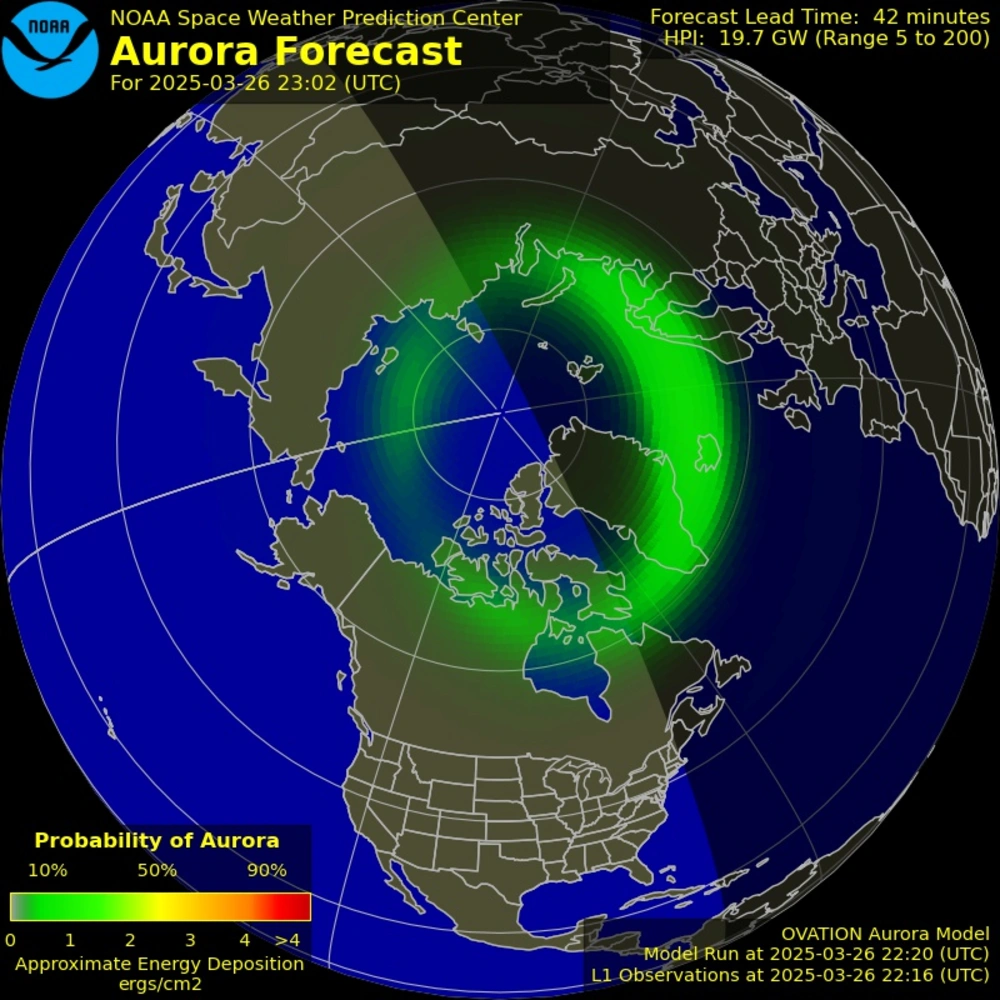 NOAA
NOAA Space Weather Prediction Center
Aurora Forecast
For 2025-03-26 23:02 (UTC)
Forecast Lead Time: 42 minutes
HPI: 19.7 GW (Range 5 to 200)
Probability of Aurora
10% 50% 90%
0 1 2 3 4 >4
Approximate Energy Deposition
ergs/cm2
OVATION Aurora Model
Model Run at 2025-03-26 22:20 (UTC)
L1 Observations at 2025-03-26 22:16 (UTC)